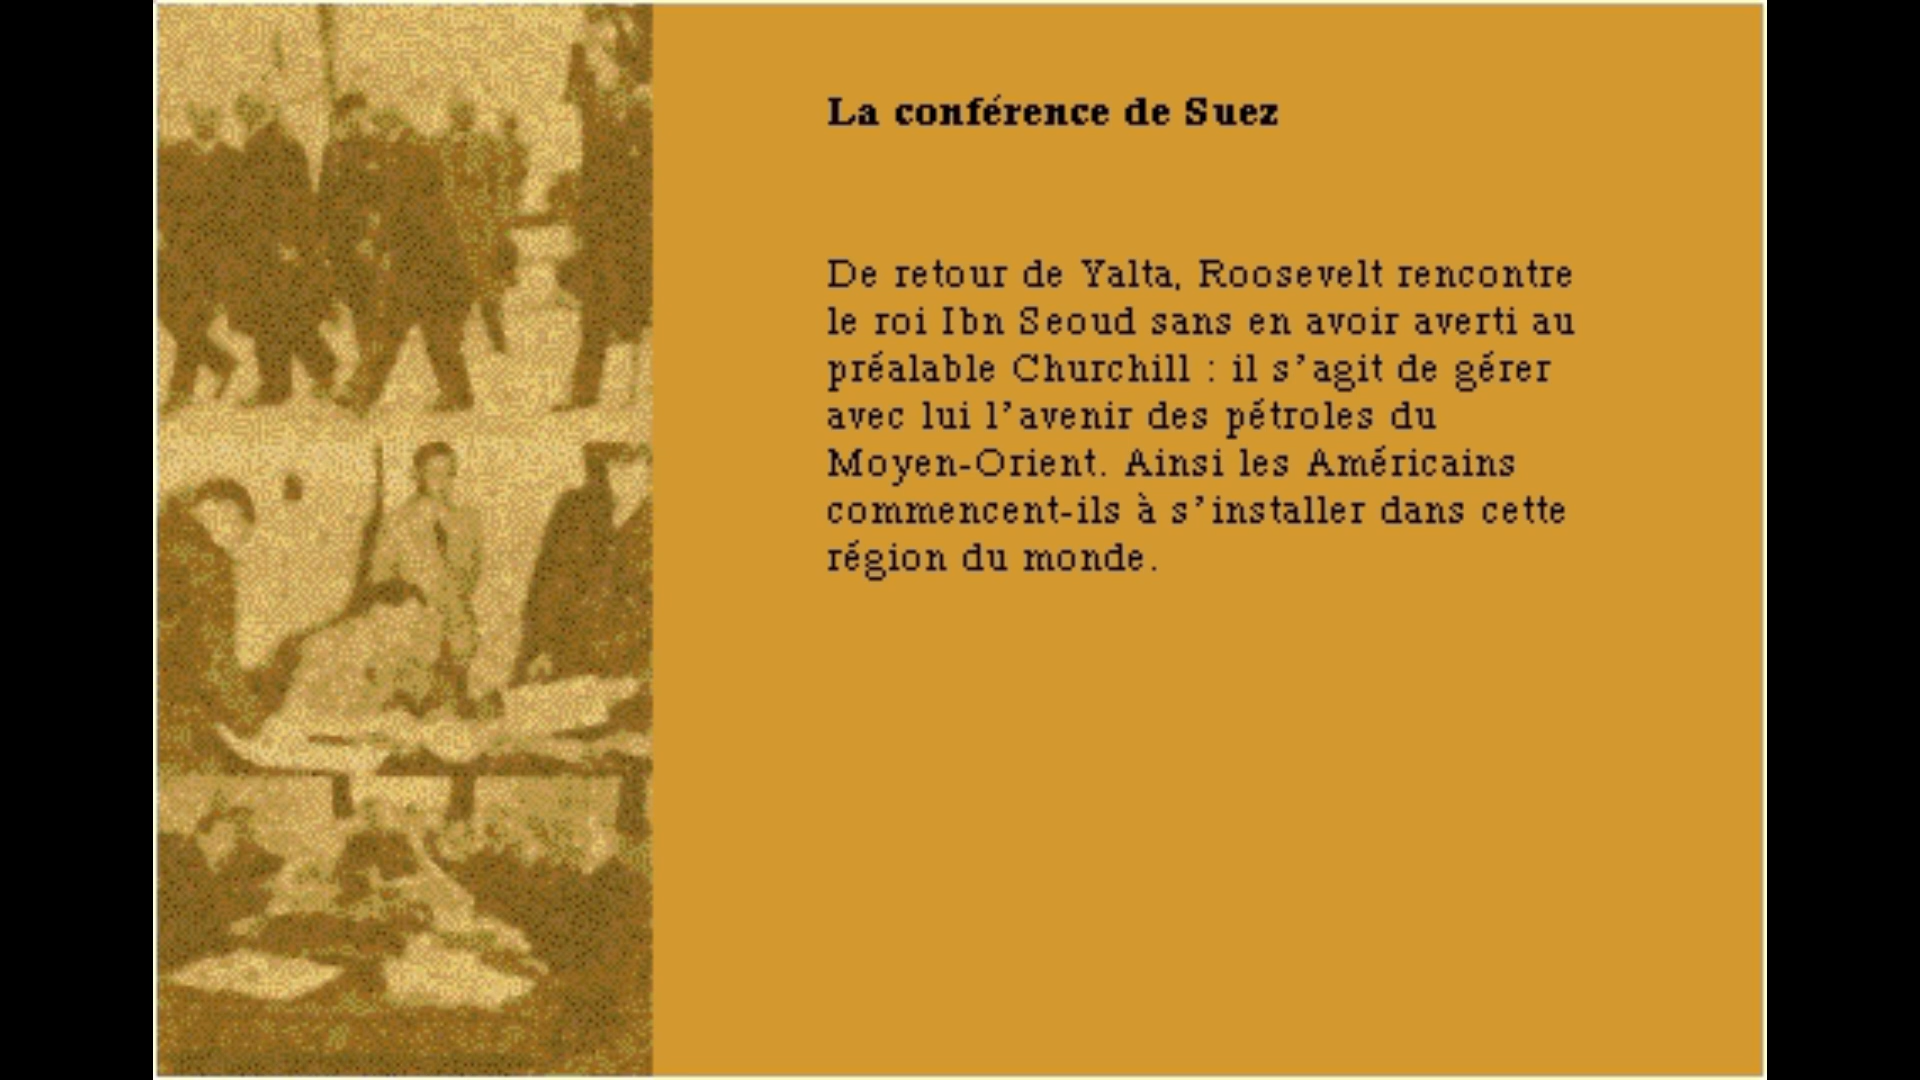 La conférence de Suez
De retour de Yalta, Roosevelt rencontre
le roi Ibn Seoud sans en avoir averti au
préalable Churchill : il s’agit de gérer
avec lui l’avenir des pétroles du
Moyen-Orient. Ainsi les Américains
commencent-ils à s’installer dans cette
région du monde.